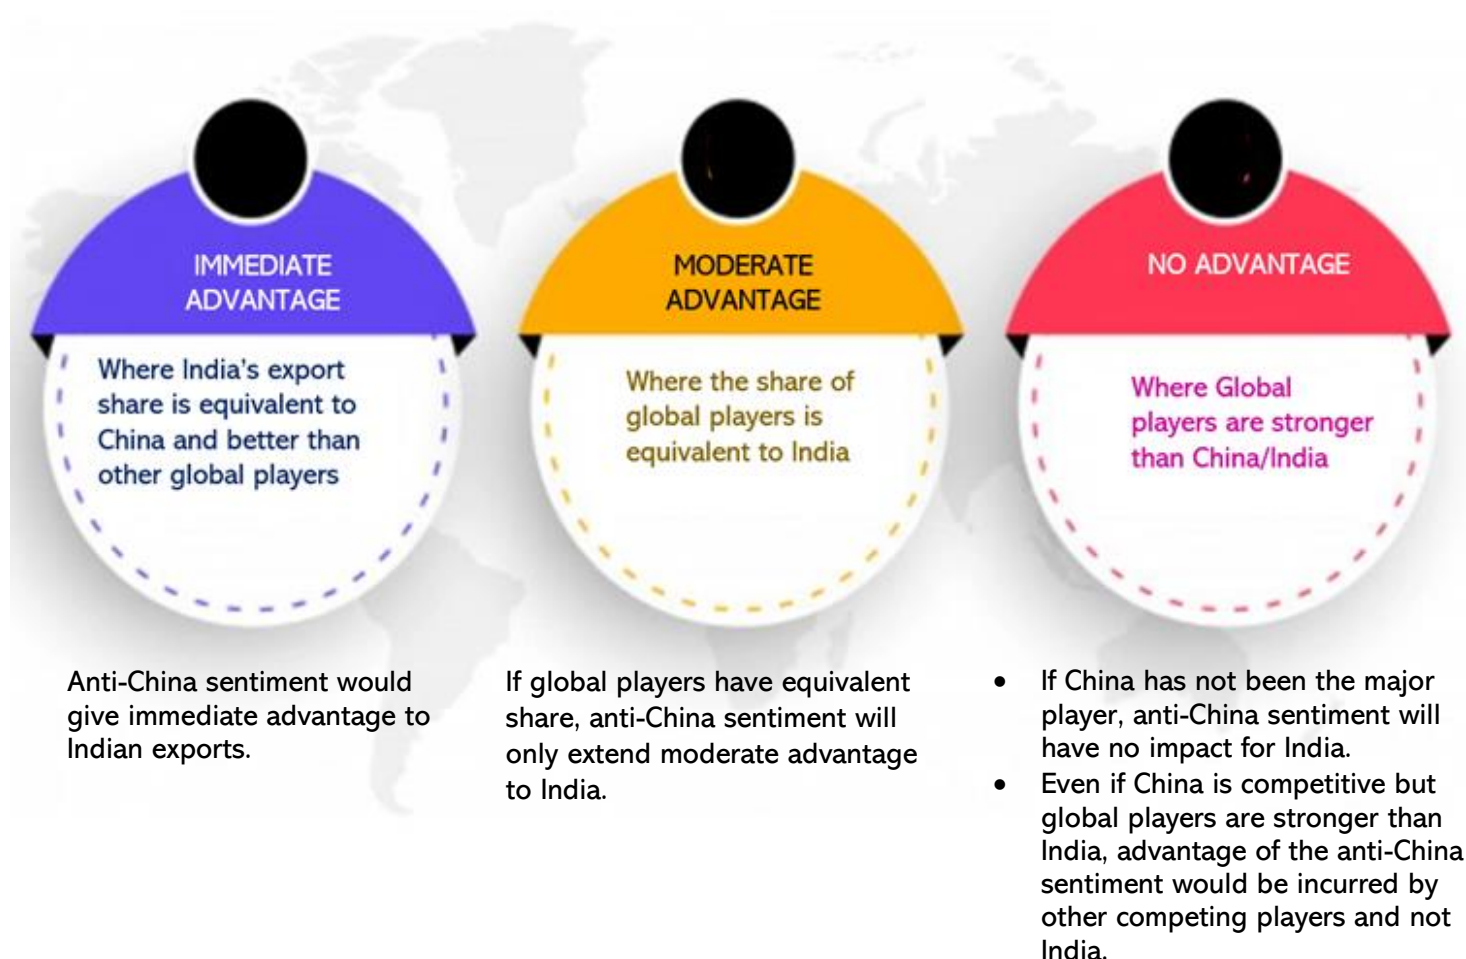 IMMEDIATE
ADVANTAGE
Where India's export
share is equivalent to
China and better than
other global players
Anti-China sentiment would
give immediate advantage to
Indian exports.
MODERATE
ADVANTAGE
Where the share of
global players is
equivalent to India
If global players have equivalent
share, anti-China sentiment will
only extend moderate advantage
to India.
NO ADVANTAGE
Where Global
players are stronger
than China/India
• If China has not been the major
player, anti-China sentiment will
have no impact for India.
• Even if China is competitive but
global players are stronger than
India, advantage of the anti-China
sentiment would be incurred by
other competing players and not
India.